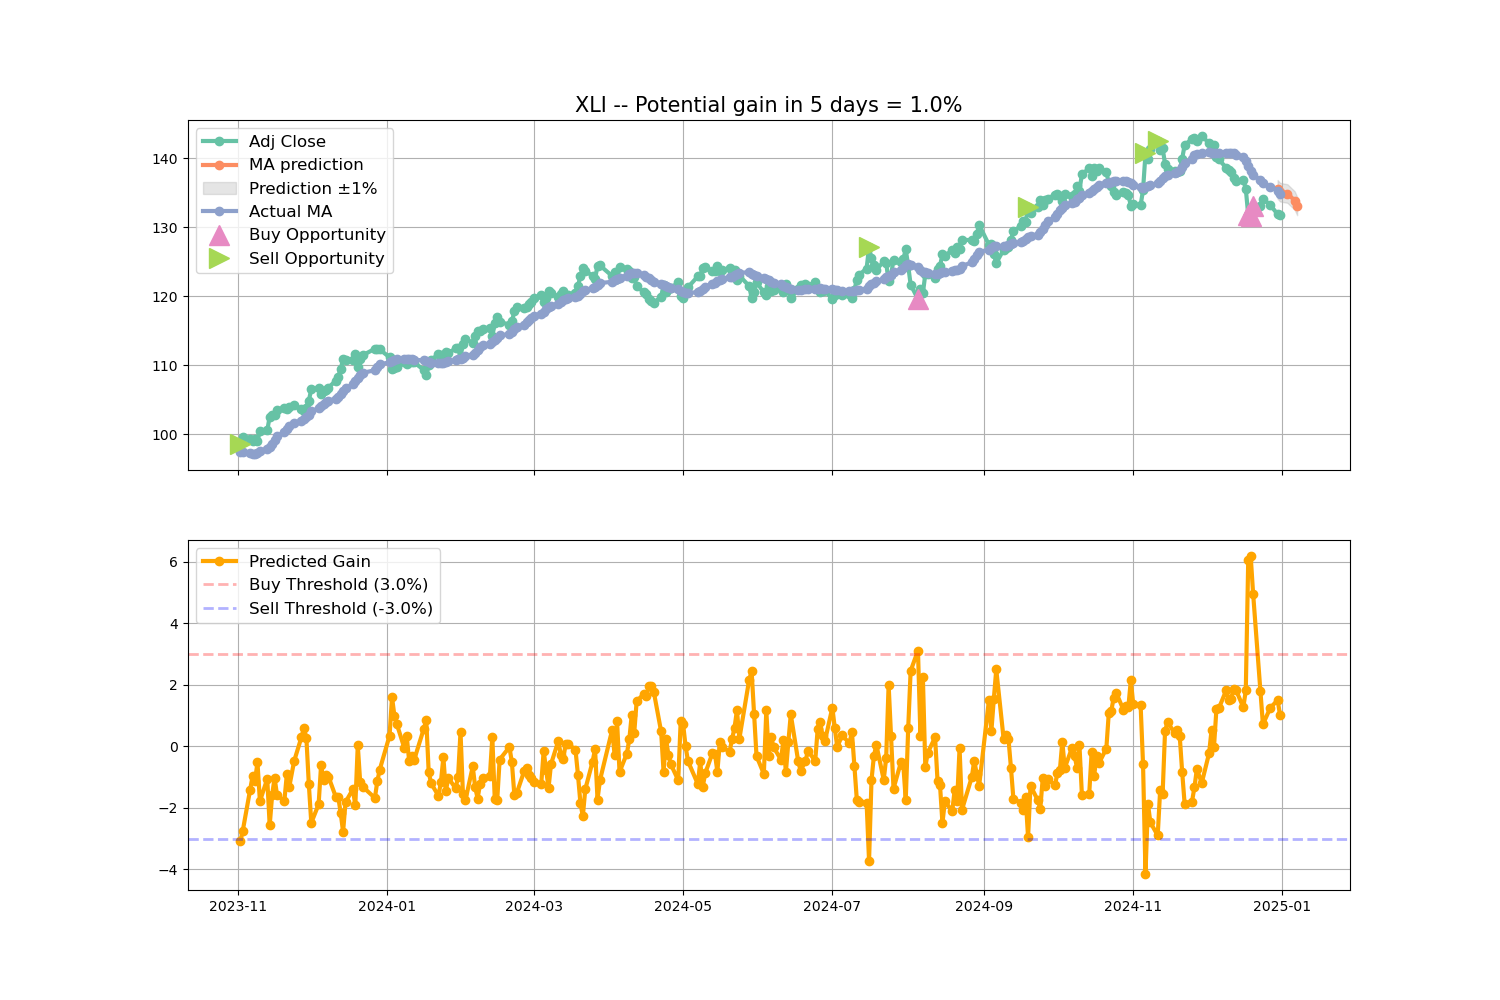 XLI -- Potential gain in 5 days = 1.0%
Adj Close
MA prediction
Prediction ±1%
Actual MA
Buy Opportunity
Sell Opportunity
140
130
120
110
100
Predicted Gain
Buy Threshold (3.0%)
Sell Threshold (-3.0%)
6
4
2
0
−2
−4
2023-11
2024-01
2024-03
2024-05
2024-07
2024-09
2024-11
2025-01